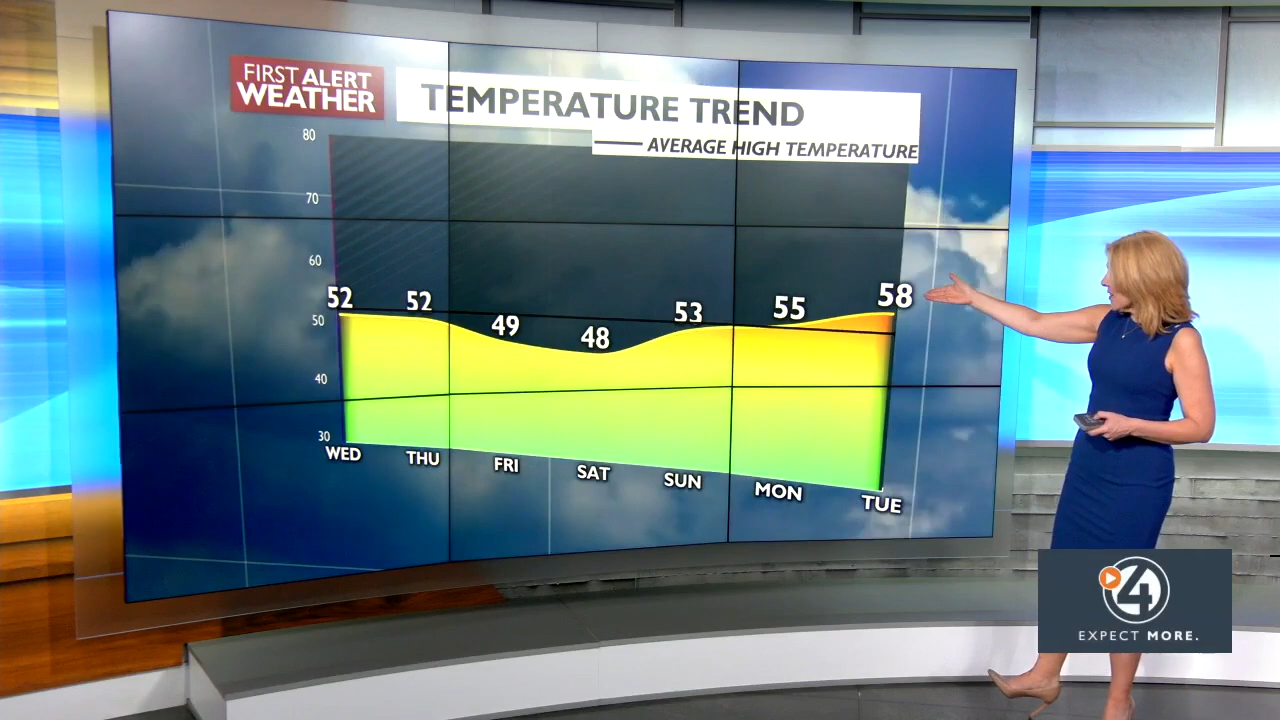 FIRST ALERT
WEATHER
TEMPERATURE TREND
AVERAGE HIGH TEMPERATURE
80
70
60
50
40
30
52
52
49
48
53
55
58
WED
THU
FRI
SAT
SUN
MON
TUE
4
EXPECT MORE.